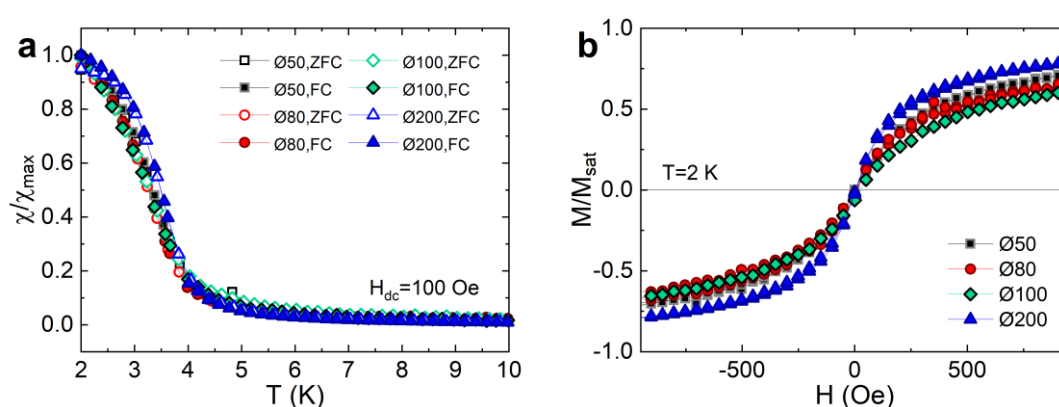 a
χ/χmax
1.0
0.8
0.6
0.4
0.2
0.0
Ø50,ZFC
Ø50,FC
Ø80,ZFC
Ø80,FC
Ø100,ZFC
Ø100,FC
Ø200,ZFC
Ø200,FC
Hdc=100 Oe
2 3 4 5 6 7 8 9 10
T (K)
b
M/Msat
1.0
0.5
0.0
-0.5
-1.0
T=2 K
Ø50
Ø80
Ø100
Ø200
-500 0 500
H (Oe)